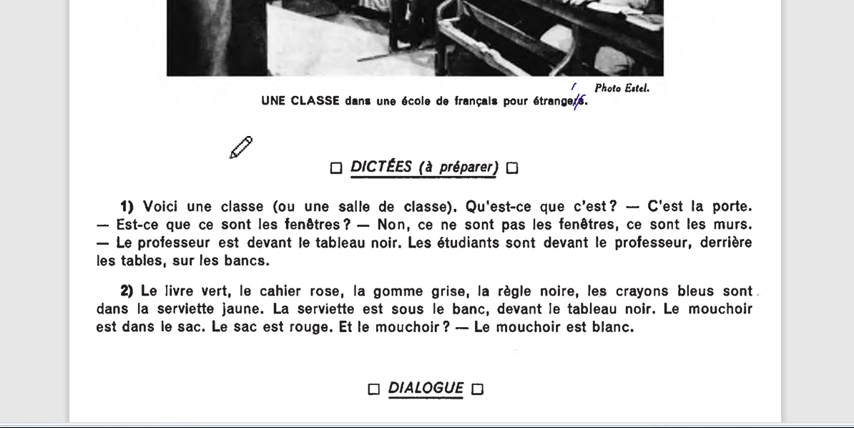 Photo Estel.
UNE CLASSE dans une école de français pour étrangers.
□ DICTÉES (à préparer) □
1) Voici une classe (ou une salle de classe). Qu'est-ce que c'est ? — C'est la porte.
— Est-ce que ce sont les fenêtres ? — Non, ce ne sont pas les fenêtres, ce sont les murs.
— Le professeur est devant le tableau noir. Les étudiants sont devant le professeur, derrière
les tables, sur les bancs.
2) Le livre vert, le cahier rose, la gomme grise, la règle noire, les crayons bleus sont
dans la serviette jaune. La serviette est sous le banc, devant le tableau noir. Le mouchoir
est dans le sac. Le sac est rouge. Et le mouchoir ? — Le mouchoir est blanc.
□ DIALOGUE □